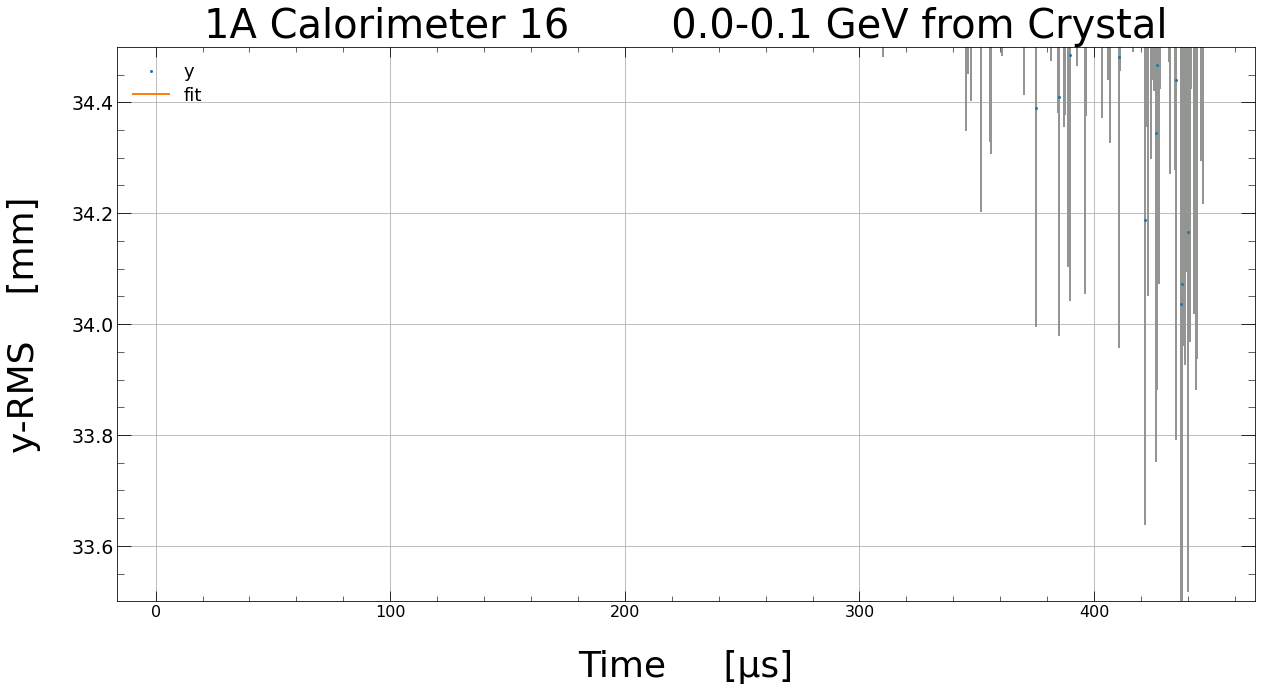 1A Calorimeter 16 0.0-0.1 GeV from Crystal
y
fit
34.4
34.2
34.0
33.8
33.6
y-RMS [mm]
0 100 200 300 400
Time [μs]